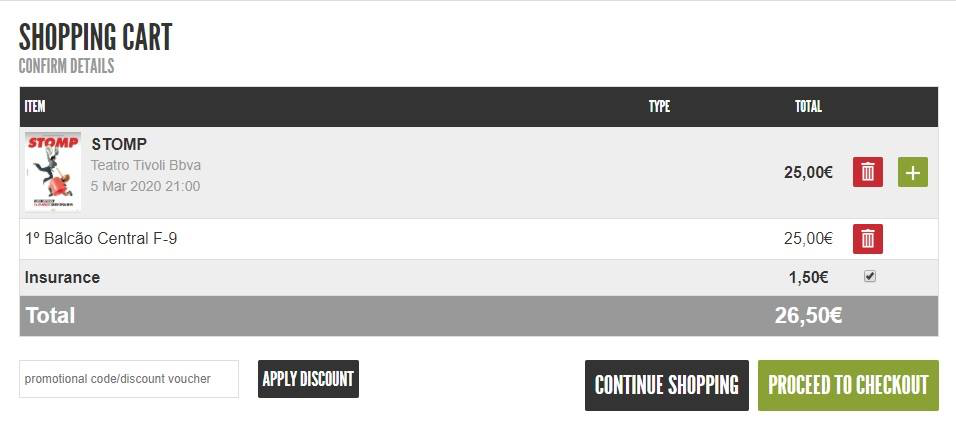 SHOPPING CART
CONFIRM DETAILS
ITEM TYPE TOTAL
STOMP
STOMP
Teatro Tivoli Bbva
5 Mar 2020 21:00
25,00€
+
1º Balcão Central F-9 25,00€
Insurance 1,50€
Total 26,50€
promotional code/discount voucher
APPLY DISCOUNT
CONTINUE SHOPPING
PROCEED TO CHECKOUT